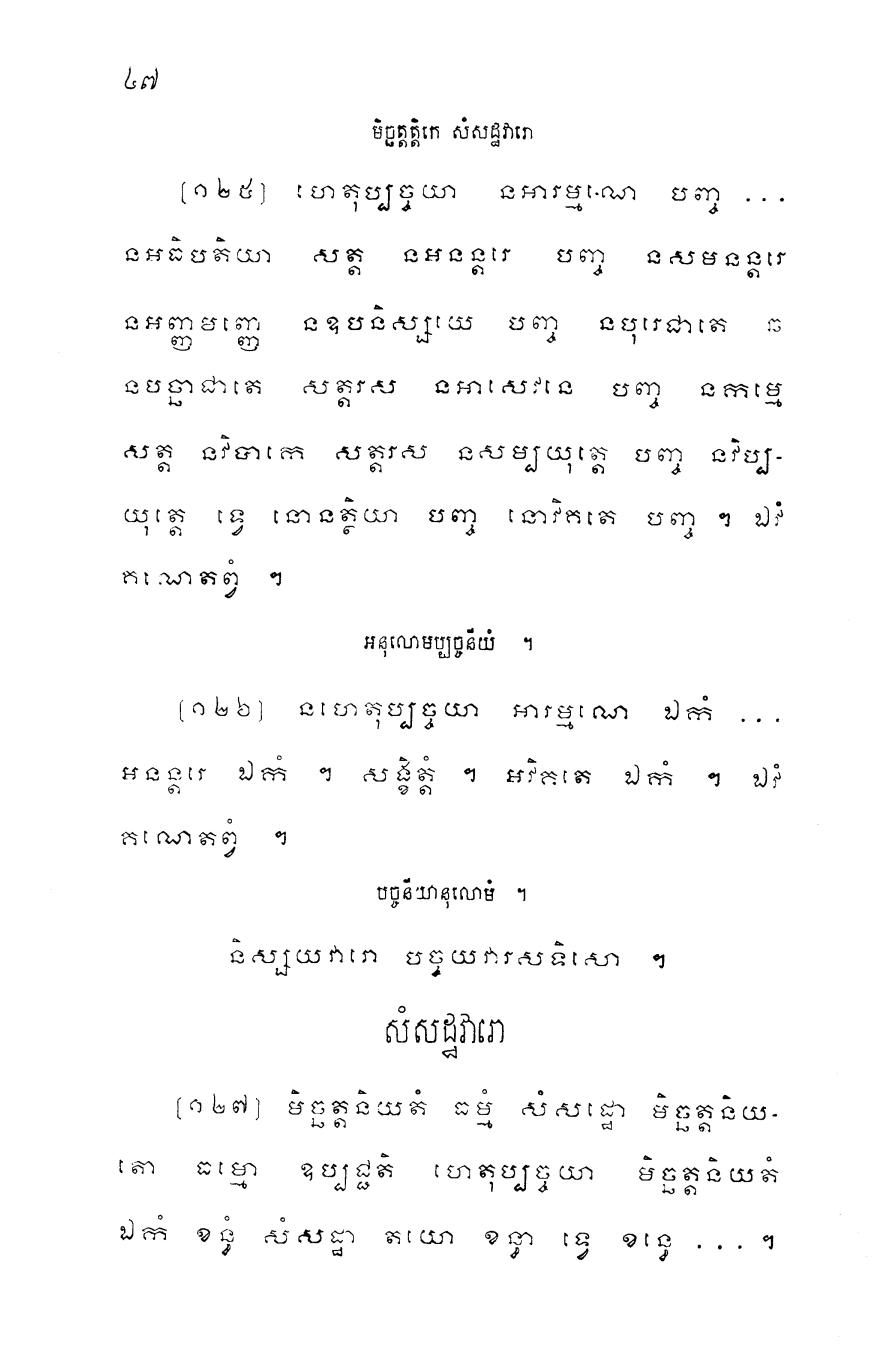 ៤៧
មិច្ឆត្តត្តិកេ សំសដ្ឋវារោ
[១២៥] ហេតុប្បច្ចយា នអារម្មណេ បញ្ច ...
នអធិបតិយា សត្ត នអនន្តរេ បញ្ច នសមនន្តរេ
នអញ្ញមញ្ញេ នឧបនិស្សយេ បញ្ច នបុរេជាតេ ឆ
នបច្ឆាជាតេ សត្តរស នអាសេវនេ បញ្ច នកម្មេ
សត្ត នវិបាកេ សត្តរស នសម្បយុត្តេ បញ្ច នវិប្ប-
យុត្តេ ទ្វេ នោនត្ថិយា បញ្ច នោវិគតេ បញ្ច ។ ឯវំ
គណេតព្វំ ។
អនុលោមប្បច្ចនីយំ ។
[១២៦] នហេតុប្បច្ចយា អារម្មណេ ឯកំ ...
អនន្តរេ ឯកំ ។ សង្ខិត្តំ ។ អវិគតេ ឯកំ ។ ឯវំ
គណេតព្វំ ។
បច្ចនីយានុលោមំ ។
និស្សយវារោ បច្ចយវារសទិសោ ។
សំសដ្ឋវារោ
[១២៧] មិច្ឆត្តនិយតំ ធម្មំ សំសដ្ឋោ មិច្ឆត្តនិយ-
តោ ធម្មោ ឧប្បជ្ជតិ ហេតុប្បច្ចយា មិច្ឆត្តនិយតំ
ឯកំ ខន្ធំ សំសដ្ឋា តយោ ខន្ធា ទ្វេ ខន្ធេ ... ។